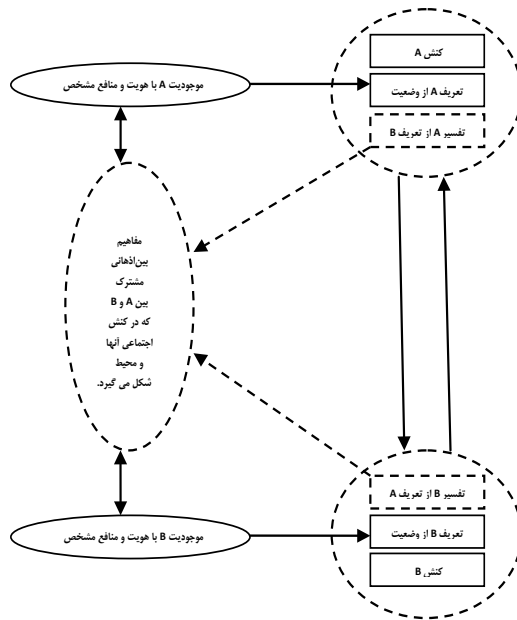 کنش A
موجودیت A با هویت و منافع مشخص
تعریف A از وضعیت
تفسیر A از تعریف B
مفاهیم
بین‌اذهانی
مشترک
بین A و B
که در کنش
اجتماعی آنها
و محیط
شکل می گیرد.
تفسیر B از تعریف A
موجودیت B با هویت و منافع مشخص
تعریف B از وضعیت
کنش B